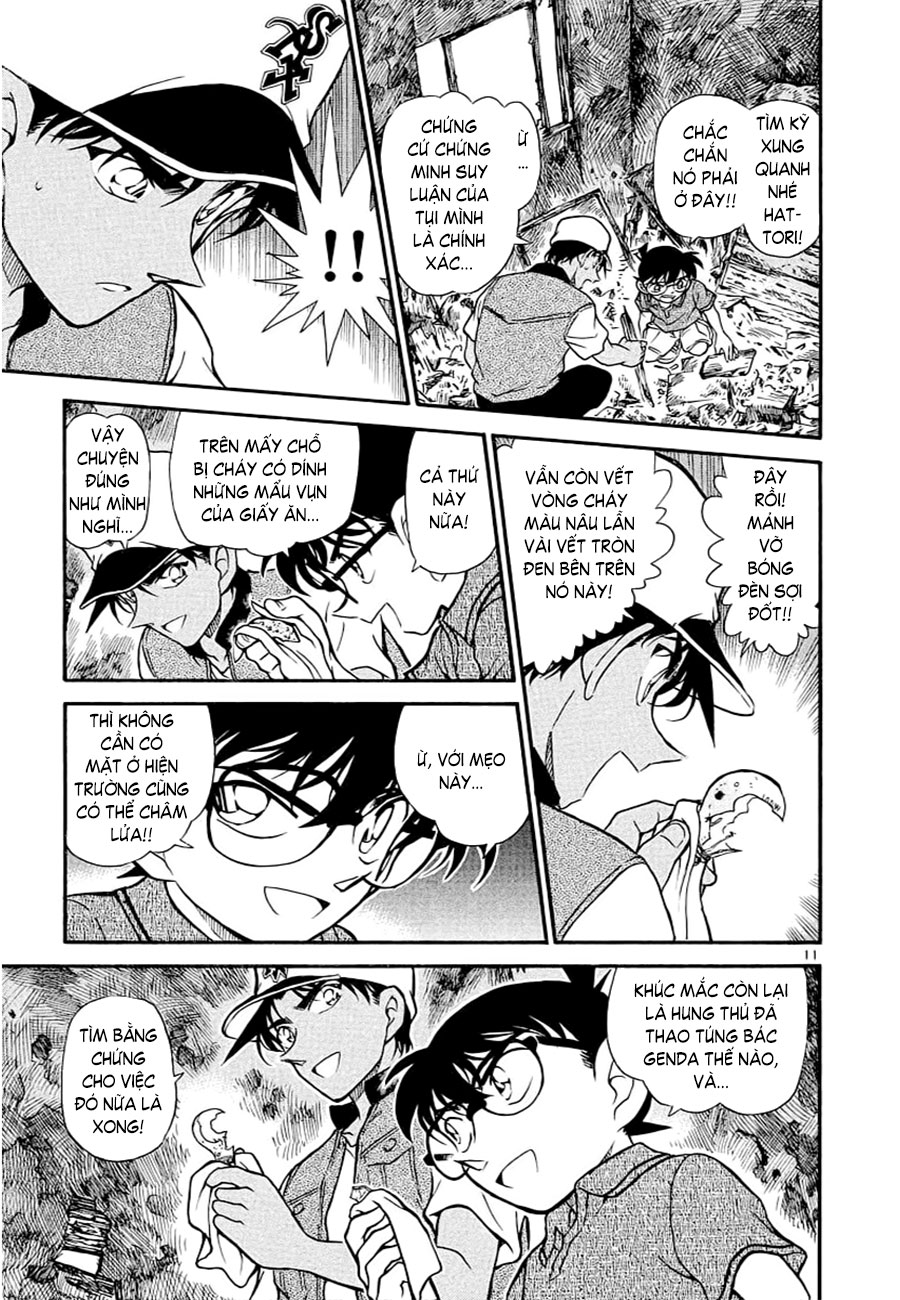 TÌM KỸ
XUNG
QUANH
NHÉ
HAT-
TORI!
CHẮC
CHẮN
NÓ PHẢI
Ở ĐÂY!!
Ừ
...
CHỨNG
CỨ CHỨNG
MINH SUY
LUẬN CỦA
TỤI MÌNH
LÀ CHÍNH
XÁC...
!!
ĐÂY
RỒI!
MẢNH
VỠ
BÓNG
ĐÈN SỢI
ĐỐT!!
VẪN CÒN VẾT
VÒNG CHÁY
MÀU NÂU LẪN
VÀI VẾT TRÒN
ĐEN BÊN TRÊN
NÓ NÀY!
CẢ THỨ
NÀY
NỮA!
TRÊN MẤY CHỖ
BỊ CHÁY CÓ DÍNH
NHỮNG MẨU VỤN
CỦA GIẤY ĂN...
VẬY
CHUYỆN
ĐÚNG
NHƯ MÌNH
NGHĨ...
Ừ, VỚI MẸO
NÀY...
THÌ KHÔNG
CẦN CÓ
MẶT Ở HIỆN
TRƯỜNG CŨNG
CÓ THỂ CHÂM
LỬA!!
11
KHÚC MẮC CÒN LẠI
LÀ HUNG THỦ ĐÃ
THAO TÚNG BÁC
GENDA THẾ NÀO,
VÀ...
TÌM BẰNG
CHỨNG
CHO VIỆC
ĐÓ NỮA LÀ
XONG!